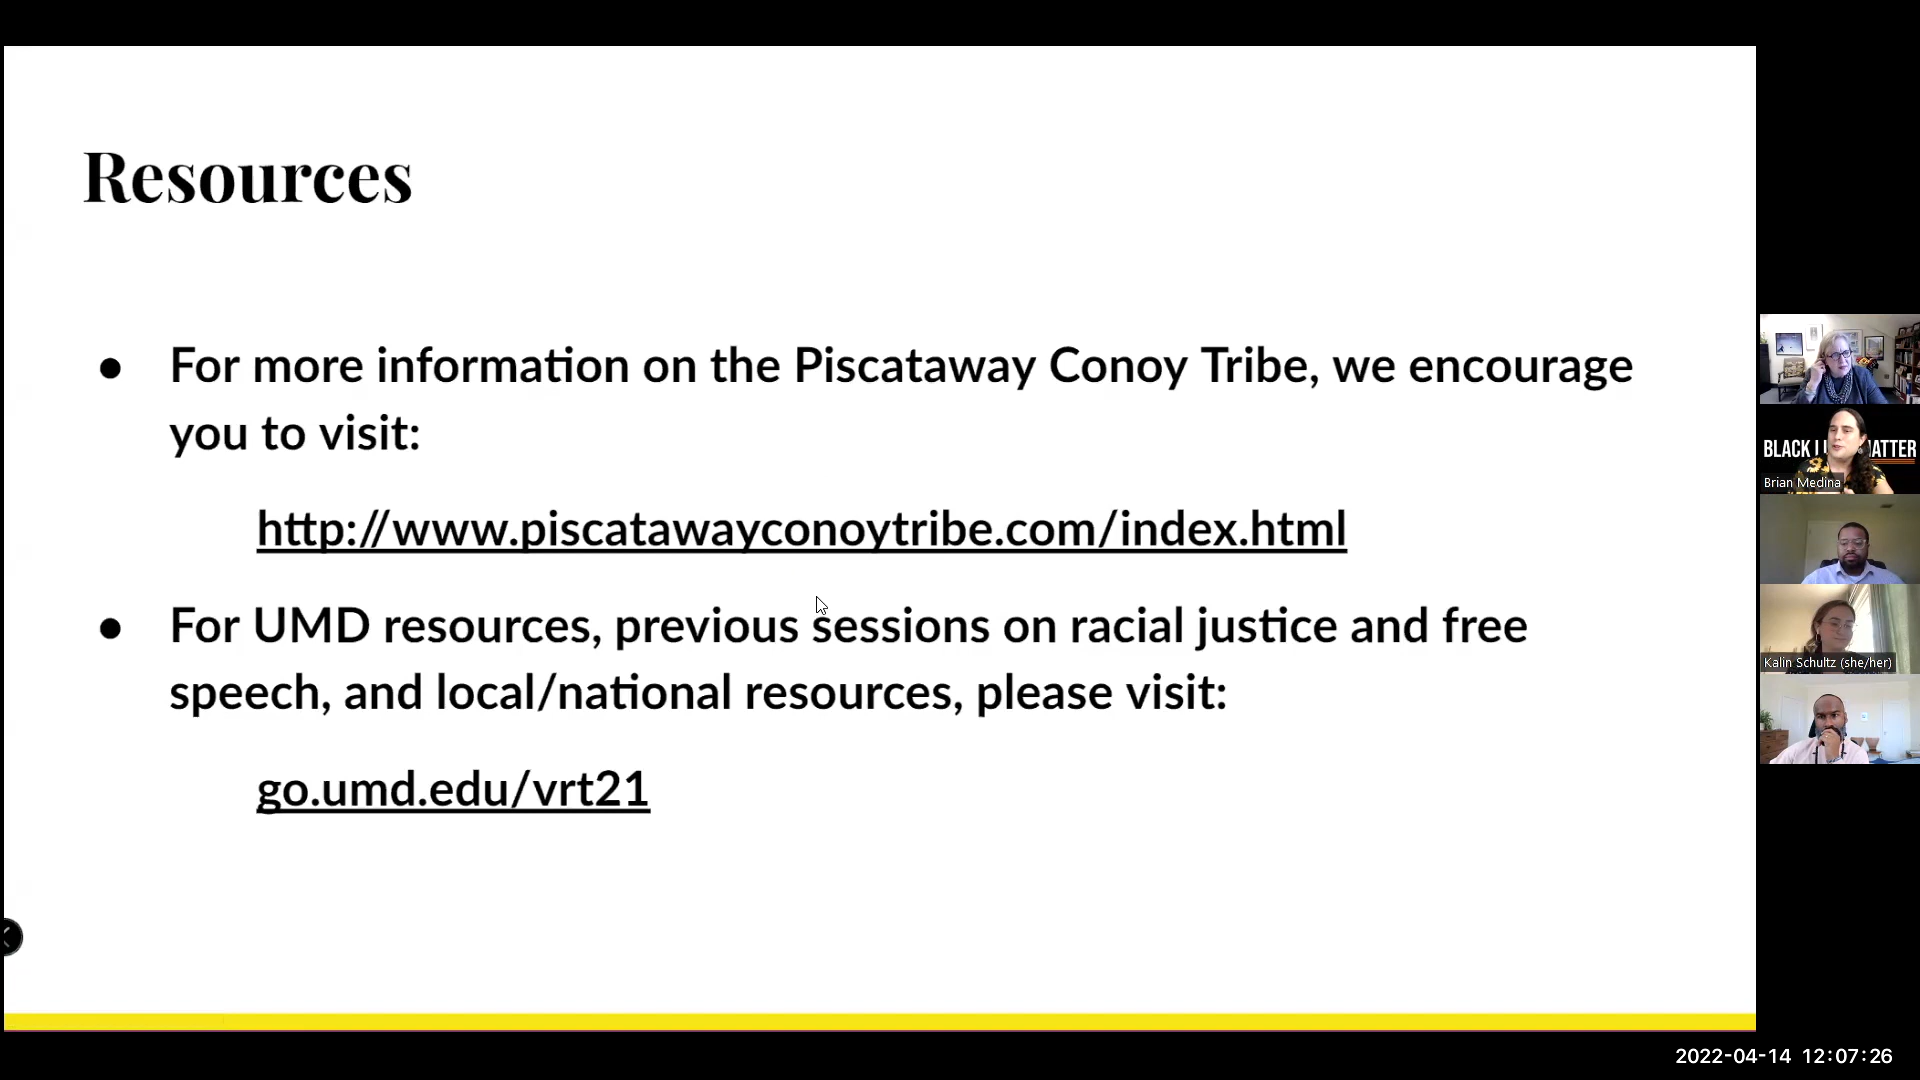 Resources
● For more information on the Piscataway Conoy Tribe, we encourage
you to visit:
http://www.piscatawayconoytribe.com/index.html
● For UMD resources, previous sessions on racial justice and free
speech, and local/national resources, please visit:
go.umd.edu/vrt21
BLACK L ATTER
Brian Medina
Kalin Schultz (she/her)
2022-04-14 12:07:26